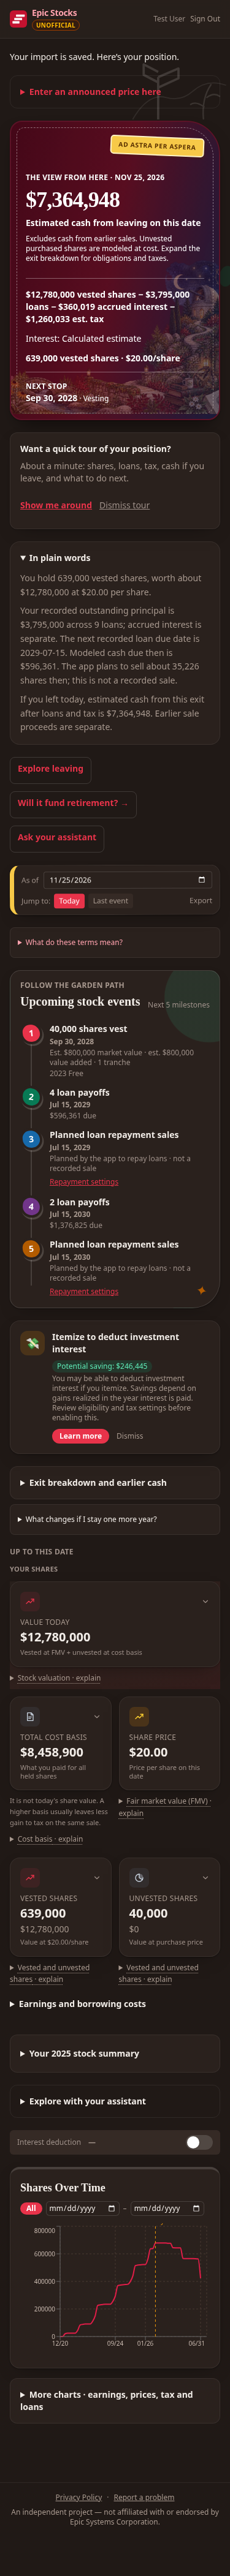 Epic Stocks
UNOFFICIAL
Test User Sign Out
Your import is saved. Here's your position.
▶ Enter an announced price here
AD ASTRA PER ASPERA
THE VIEW FROM HERE · NOV 25, 2026
$7,364,948
Estimated cash from leaving on this date
Excludes cash from earlier sales. Unvested
purchased shares are modeled at cost. Expand the
exit breakdown for obligations and taxes.
$12,780,000 vested shares − $3,795,000
loans − $360,019 accrued interest −
$1,260,033 est. tax
Interest: Calculated estimate
639,000 vested shares · $20.00/share
NEXT STOP
Sep 30, 2028 · Vesting
Want a quick tour of your position?
About a minute: shares, loans, tax, cash if you
leave, and what to do next.
Show me around Dismiss tour
▼ In plain words
You hold 639,000 vested shares, worth about
$12,780,000 at $20.00 per share.
Your recorded outstanding principal is
$3,795,000 across 9 loans; accrued interest is
separate. The next recorded loan due date is
2029-07-15. Modeled cash due then is
$596,361. The app plans to sell about 35,226
shares then; this is not a recorded sale.
If you left today, estimated cash from this exit
after loans and tax is $7,364,948. Earlier sale
proceeds are separate.
Explore leaving
Will it fund retirement? →
Ask your assistant
As of 11/25/2026
Jump to: Today Last event Export
▶ What do these terms mean?
FOLLOW THE GARDEN PATH
Upcoming stock events Next 5 milestones
1 40,000 shares vest
Sep 30, 2028
Est. $800,000 market value · est. $800,000
value added · 1 tranche
2023 Free
2 4 loan payoffs
Jul 15, 2029
$596,361 due
3 Planned loan repayment sales
Jul 15, 2029
Planned by the app to repay loans · not a
recorded sale
Repayment settings
4 2 loan payoffs
Jul 15, 2030
$1,376,825 due
5 Planned loan repayment sales
Jul 15, 2030
Planned by the app to repay loans · not a
recorded sale
Repayment settings
Itemize to deduct investment
interest
Potential saving: $246,445
You may be able to deduct investment
interest if you itemize. Savings depend on
gains realized in the year interest is paid.
Review eligibility and tax settings before
enabling this.
Learn more Dismiss
▶ Exit breakdown and earlier cash
▶ What changes if I stay one more year?
UP TO THIS DATE
YOUR SHARES
VALUE TODAY
$12,780,000
Vested at FMV + unvested at cost basis
▶ Stock valuation · explain
TOTAL COST BASIS
$8,458,900
What you paid for all
held shares
It is not today's share value. A
higher basis usually leaves less
gain to tax on the same sale.
▶ Cost basis · explain
SHARE PRICE
$20.00
Price per share on this
date
▶ Fair market value (FMV) ·
explain
VESTED SHARES
639,000
$12,780,000
Value at $20.00/share
▶ Vested and unvested
shares · explain
UNVESTED SHARES
40,000
$0
Value at purchase price
▶ Vested and unvested
shares · explain
▶ Earnings and borrowing costs
▶ Your 2025 stock summary
▶ Explore with your assistant
Interest deduction —
Shares Over Time
All mm/dd/yyyy – mm/dd/yyyy
800000
600000
400000
200000
0
12/20 09/24 01/26 06/31
▶ More charts · earnings, prices, tax and
loans
Privacy Policy · Report a problem
An independent project — not affiliated with or endorsed by
Epic Systems Corporation.